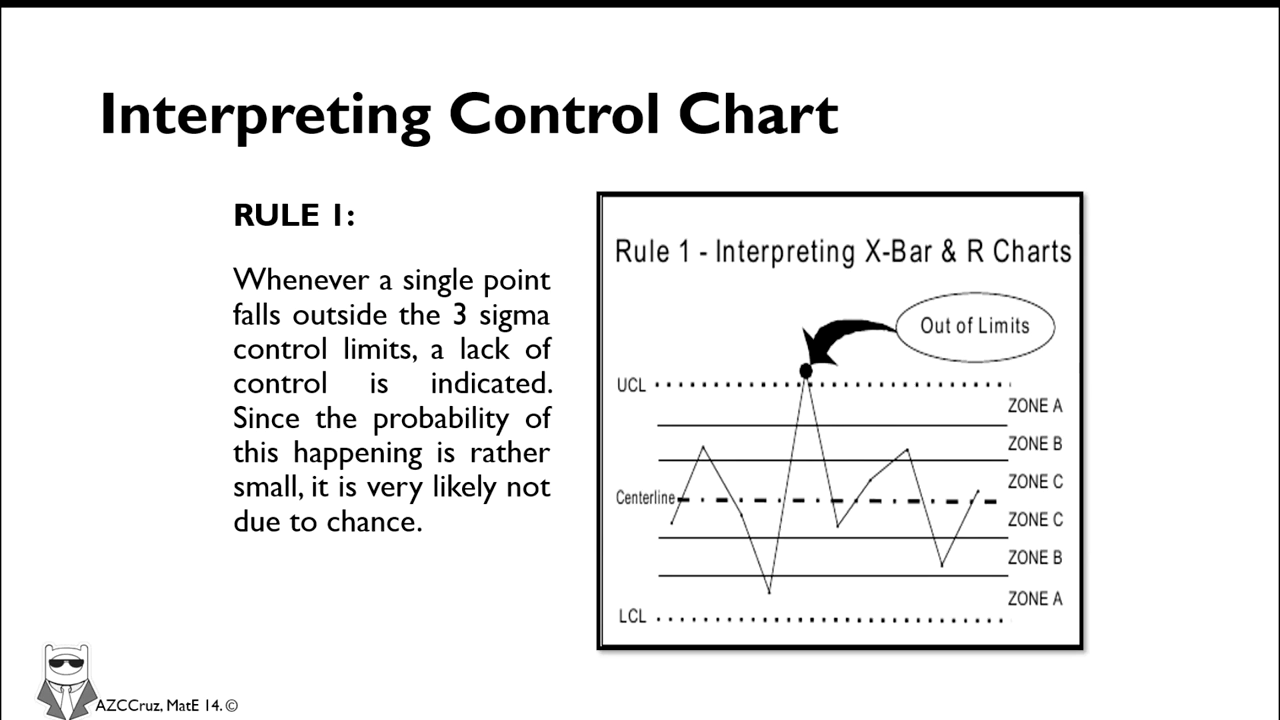 Interpreting Control Chart
RULE 1:
Whenever a single point
falls outside the 3 sigma
control limits, a lack of
control is indicated.
Since the probability of
this happening is rather
small, it is very likely not
due to chance.
Rule 1 - Interpreting X-Bar & R Charts
Out of Limits
UCL
ZONE A
ZONE B
ZONE C
Centerline
ZONE C
ZONE B
ZONE A
LCL
AZCCruz, MatE 14. ©